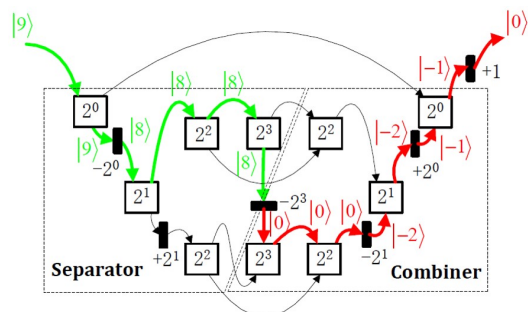 |9⟩ |0⟩
|−1⟩ +1
2⁰ |8⟩ |8⟩ 2⁰
|9⟩ |8⟩ −2⁰ 2² 2³ 2² |−2⟩ +2⁰ |−1⟩
|8⟩
2¹ −2³ 2¹
|0⟩ |0⟩ |0⟩ |−2⟩
+2¹ 2² 2³ 2² −2¹
Separator Combiner